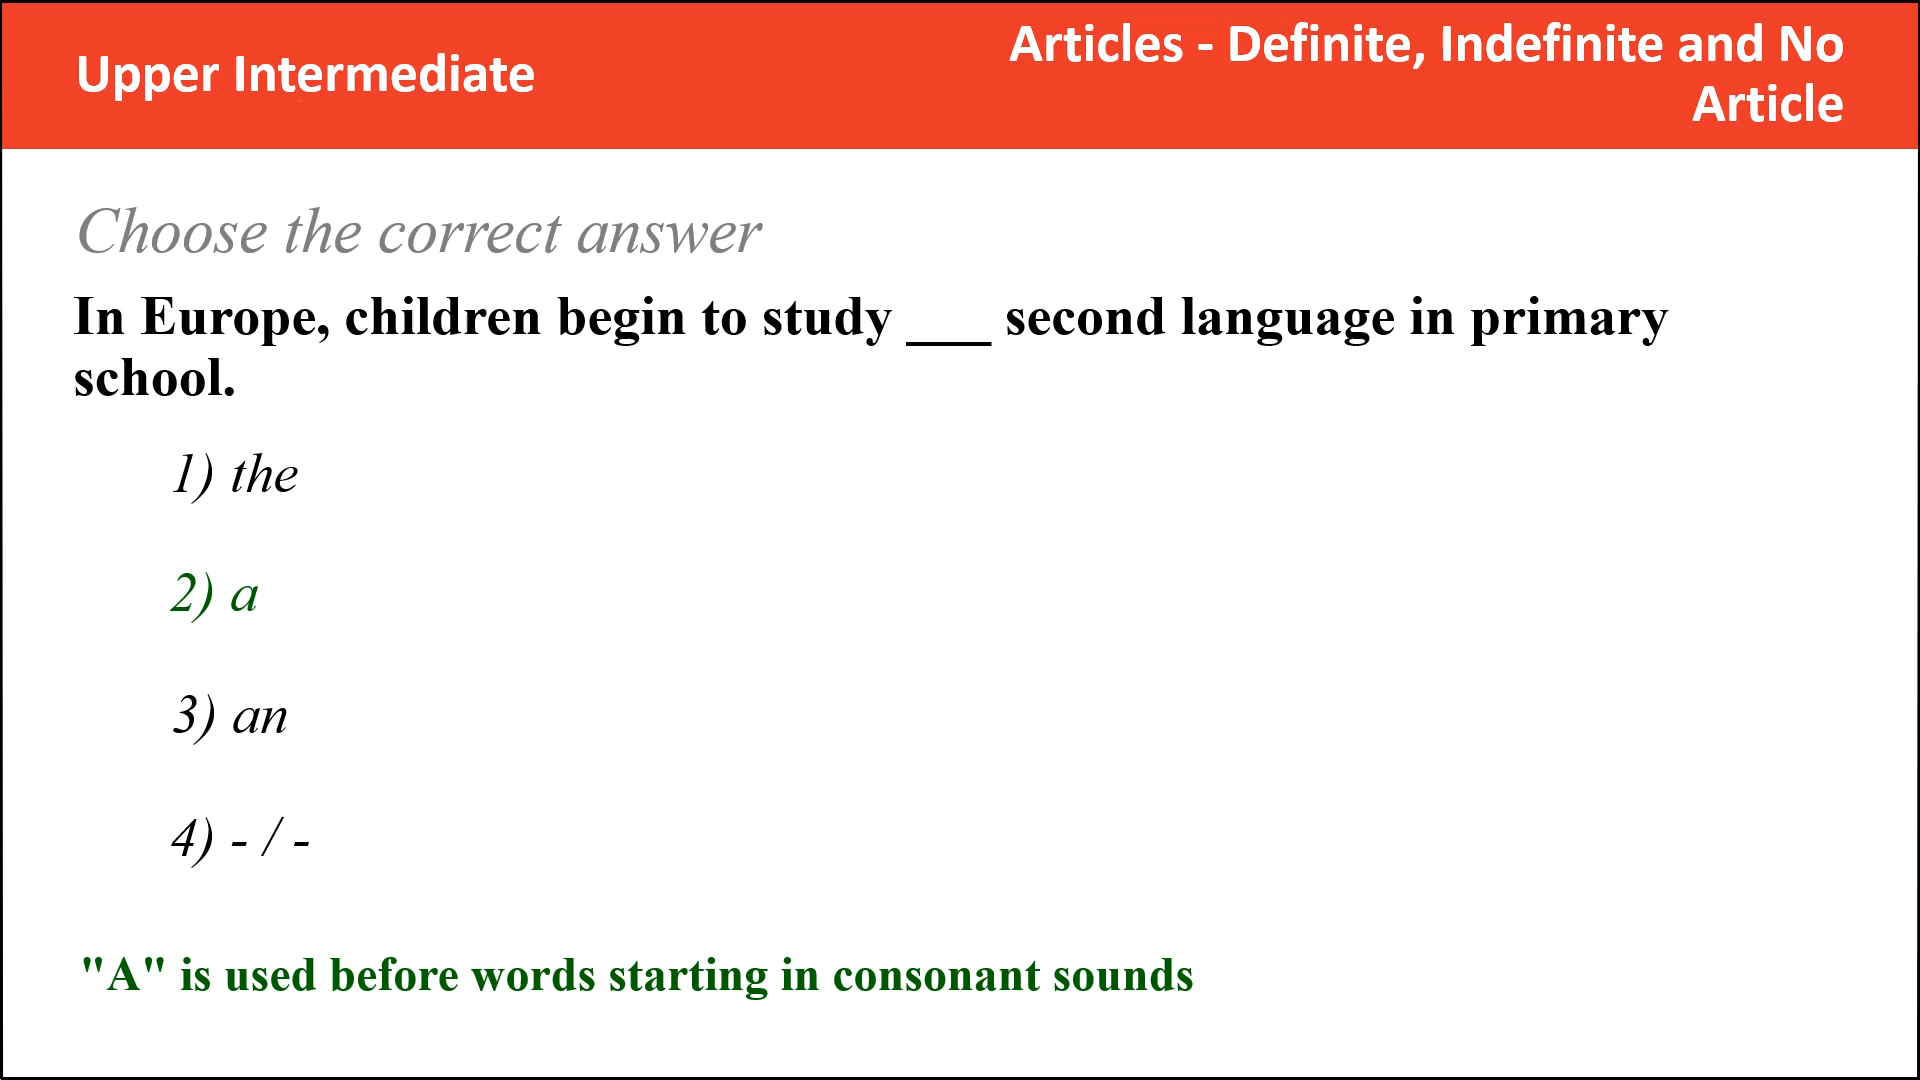 Upper Intermediate
Articles - Definite, Indefinite and No
Article
Choose the correct answer
In Europe, children begin to study ___ second language in primary
school.
1) the
2) a
3) an
4) - / -
"A" is used before words starting in consonant sounds